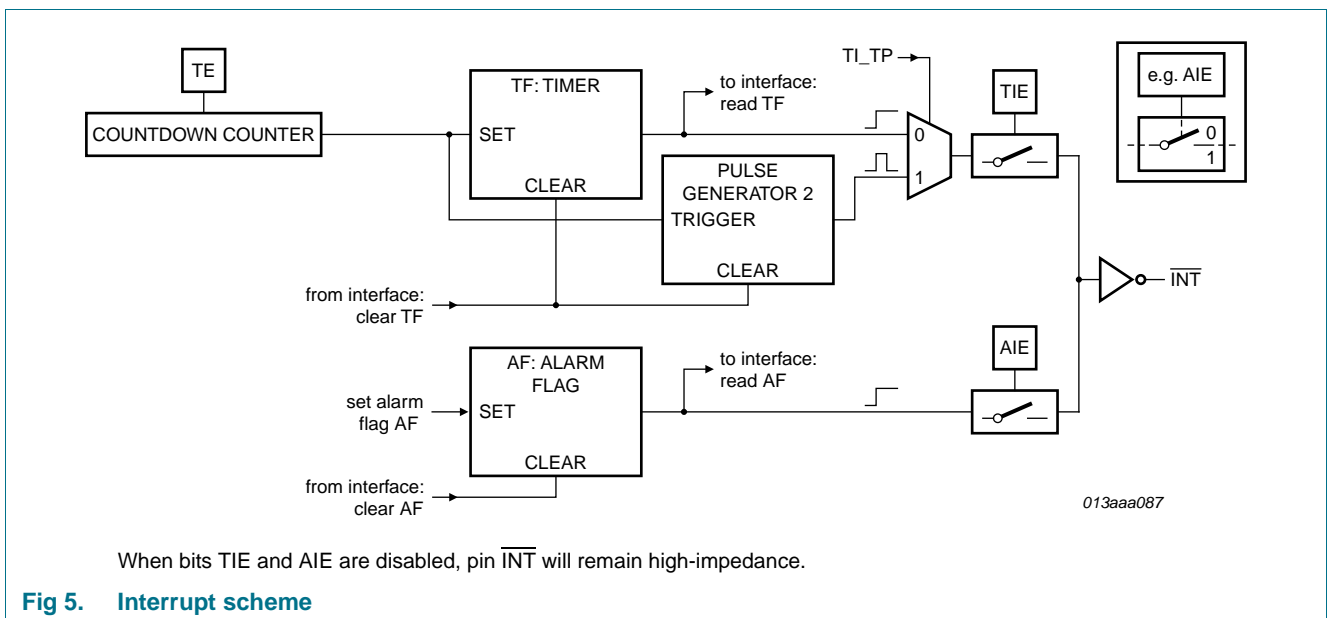 TE
COUNTDOWN COUNTER
TF: TIMER
SET
CLEAR
to interface:
read TF
PULSE
GENERATOR 2
TRIGGER
CLEAR
from interface:
clear TF
TI_TP
0
1
TIE
e.g. AIE
0
1
INT
AF: ALARM
FLAG
SET
CLEAR
set alarm
flag AF
from interface:
clear AF
to interface:
read AF
AIE
013aaa087
When bits TIE and AIE are disabled, pin INT will remain high-impedance.
Fig 5. Interrupt scheme